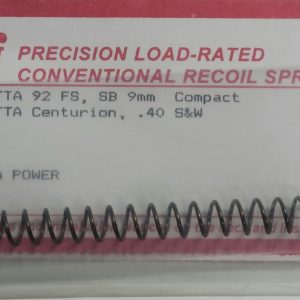 PRECISION LOAD-RATED
CONVENTIONAL RECOIL SPR
TTA 92 FS, SB 9mm Compact
TTA Centurion, .40 S&W
POWER